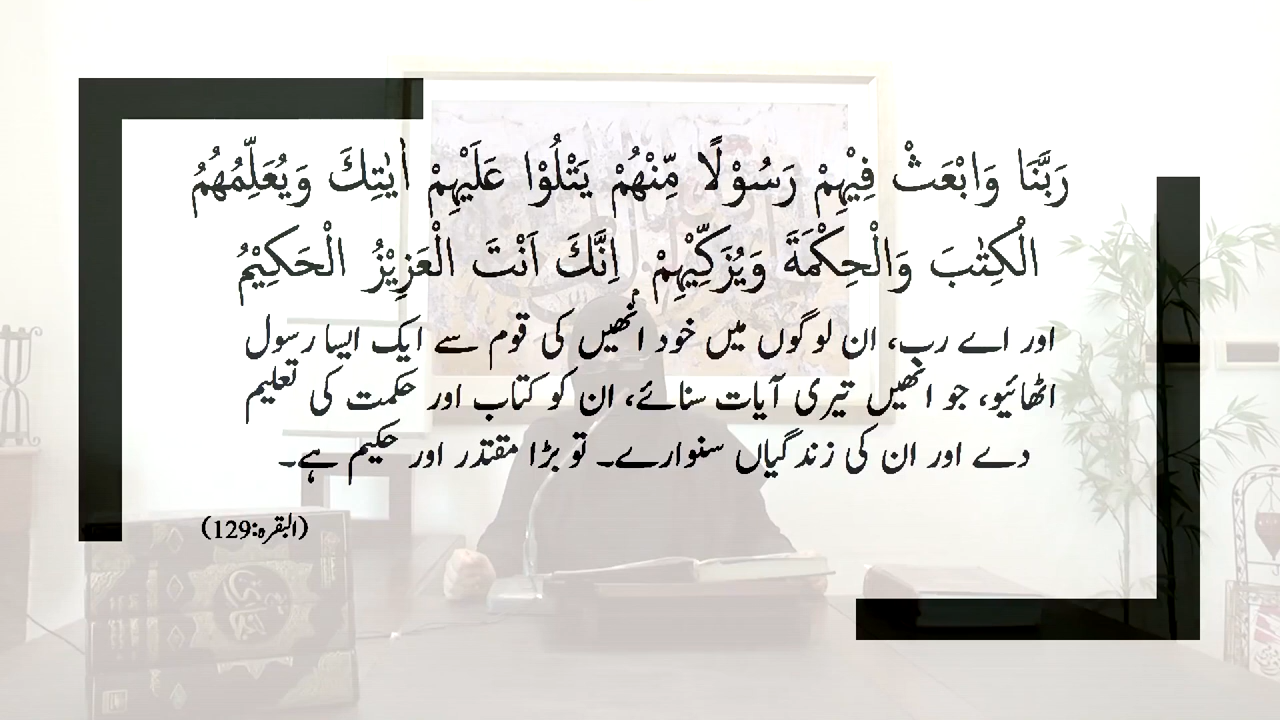 رَبَّنَا وَابْعَثْ فِيْهِمْ رَسُوْلًا مِّنْهُمْ يَتْلُوْا عَلَيْهِمْ اٰيٰتِكَ وَيُعَلِّمُهُمُ
الْكِتٰبَ وَالْحِكْمَةَ وَيُزَكِّيْهِمْ ۭ اِنَّكَ اَنْتَ الْعَزِيْزُ الْحَكِيْمُ
اور اے رب، ان لوگوں میں خود انھیں کی قوم سے ایک ایسا رسول
اٹھائیو، جو انھیں تیری آیات سنائے، ان کو کتاب اور حکمت کی تعلیم
دے اور ان کی زندگیاں سنوارے۔ تو بڑا مقتدر اور حکیم ہے۔
(البقرہ:129)